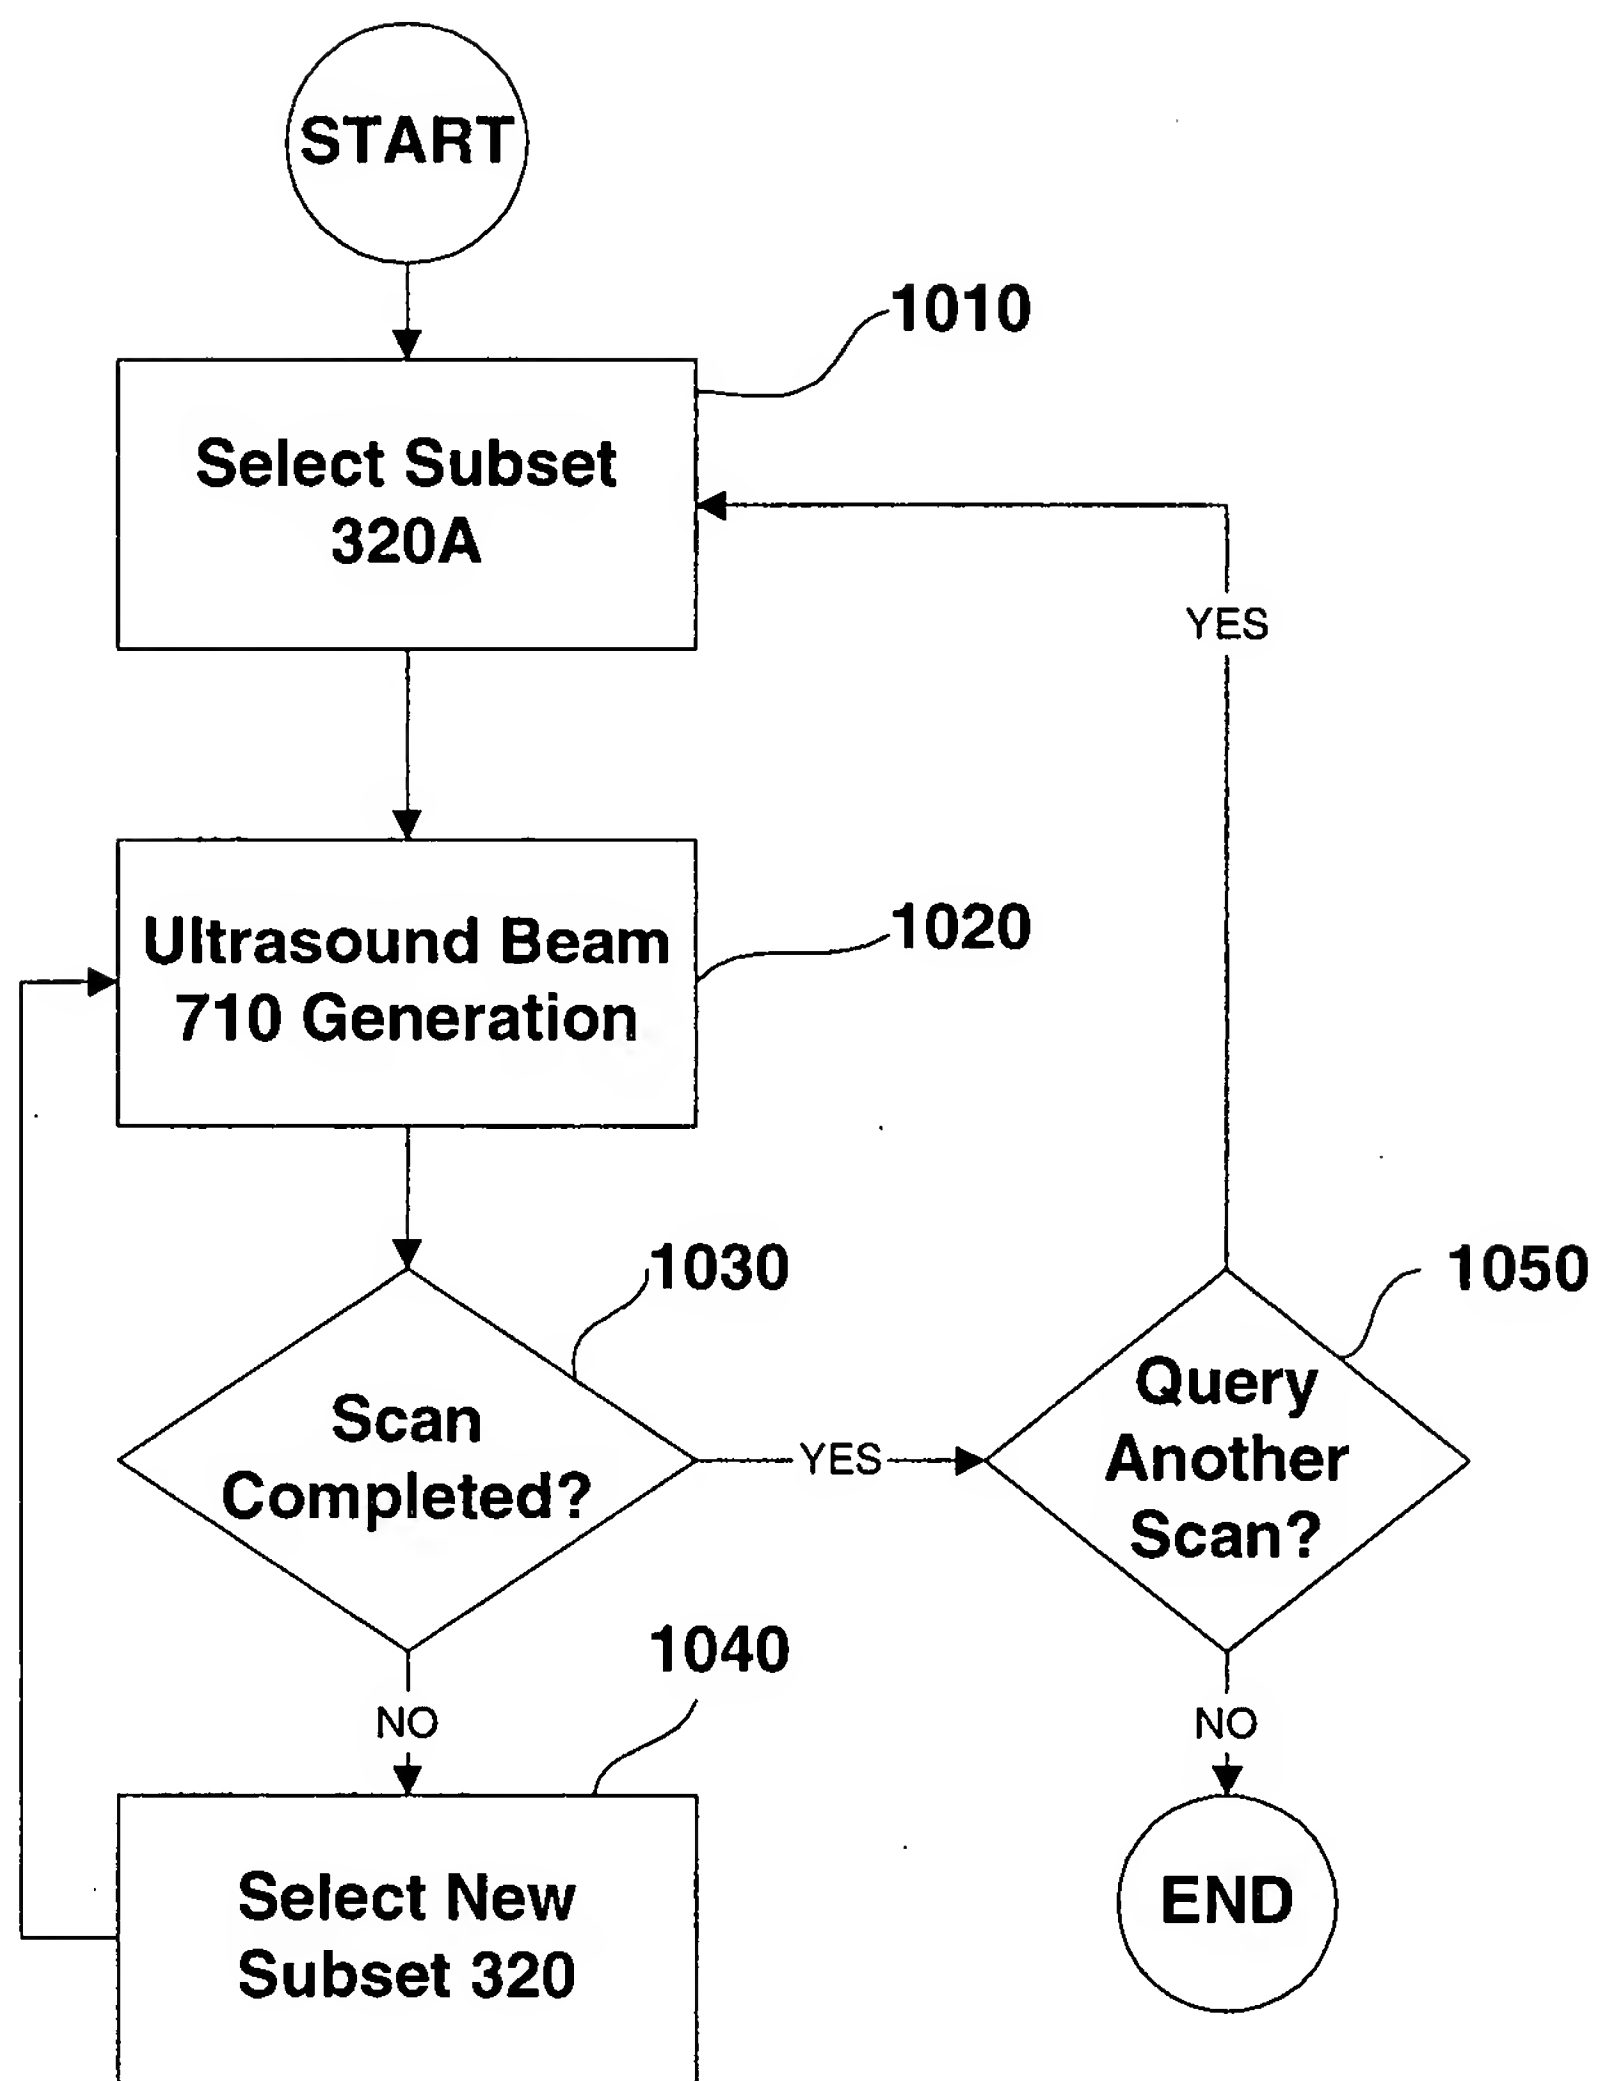 START
1010
Select Subset
320A
YES
Ultrasound Beam
710 Generation
1020
1030
1050
Scan
Completed?
YES
Query
Another
Scan?
1040
NO
NO
Select New
Subset 320
END